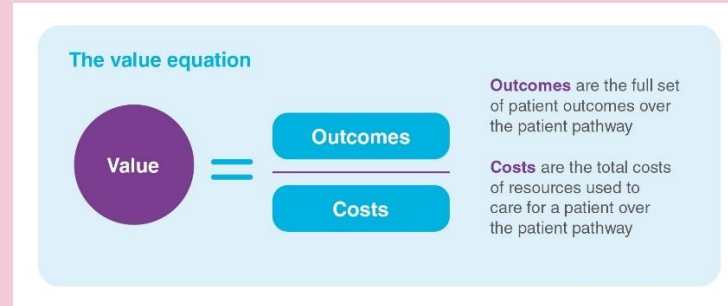 The value equation
Value
=
Outcomes
Costs
Outcomes are the full set
of patient outcomes over
the patient pathway
Costs are the total costs
of resources used to
care for a patient over
the patient pathway